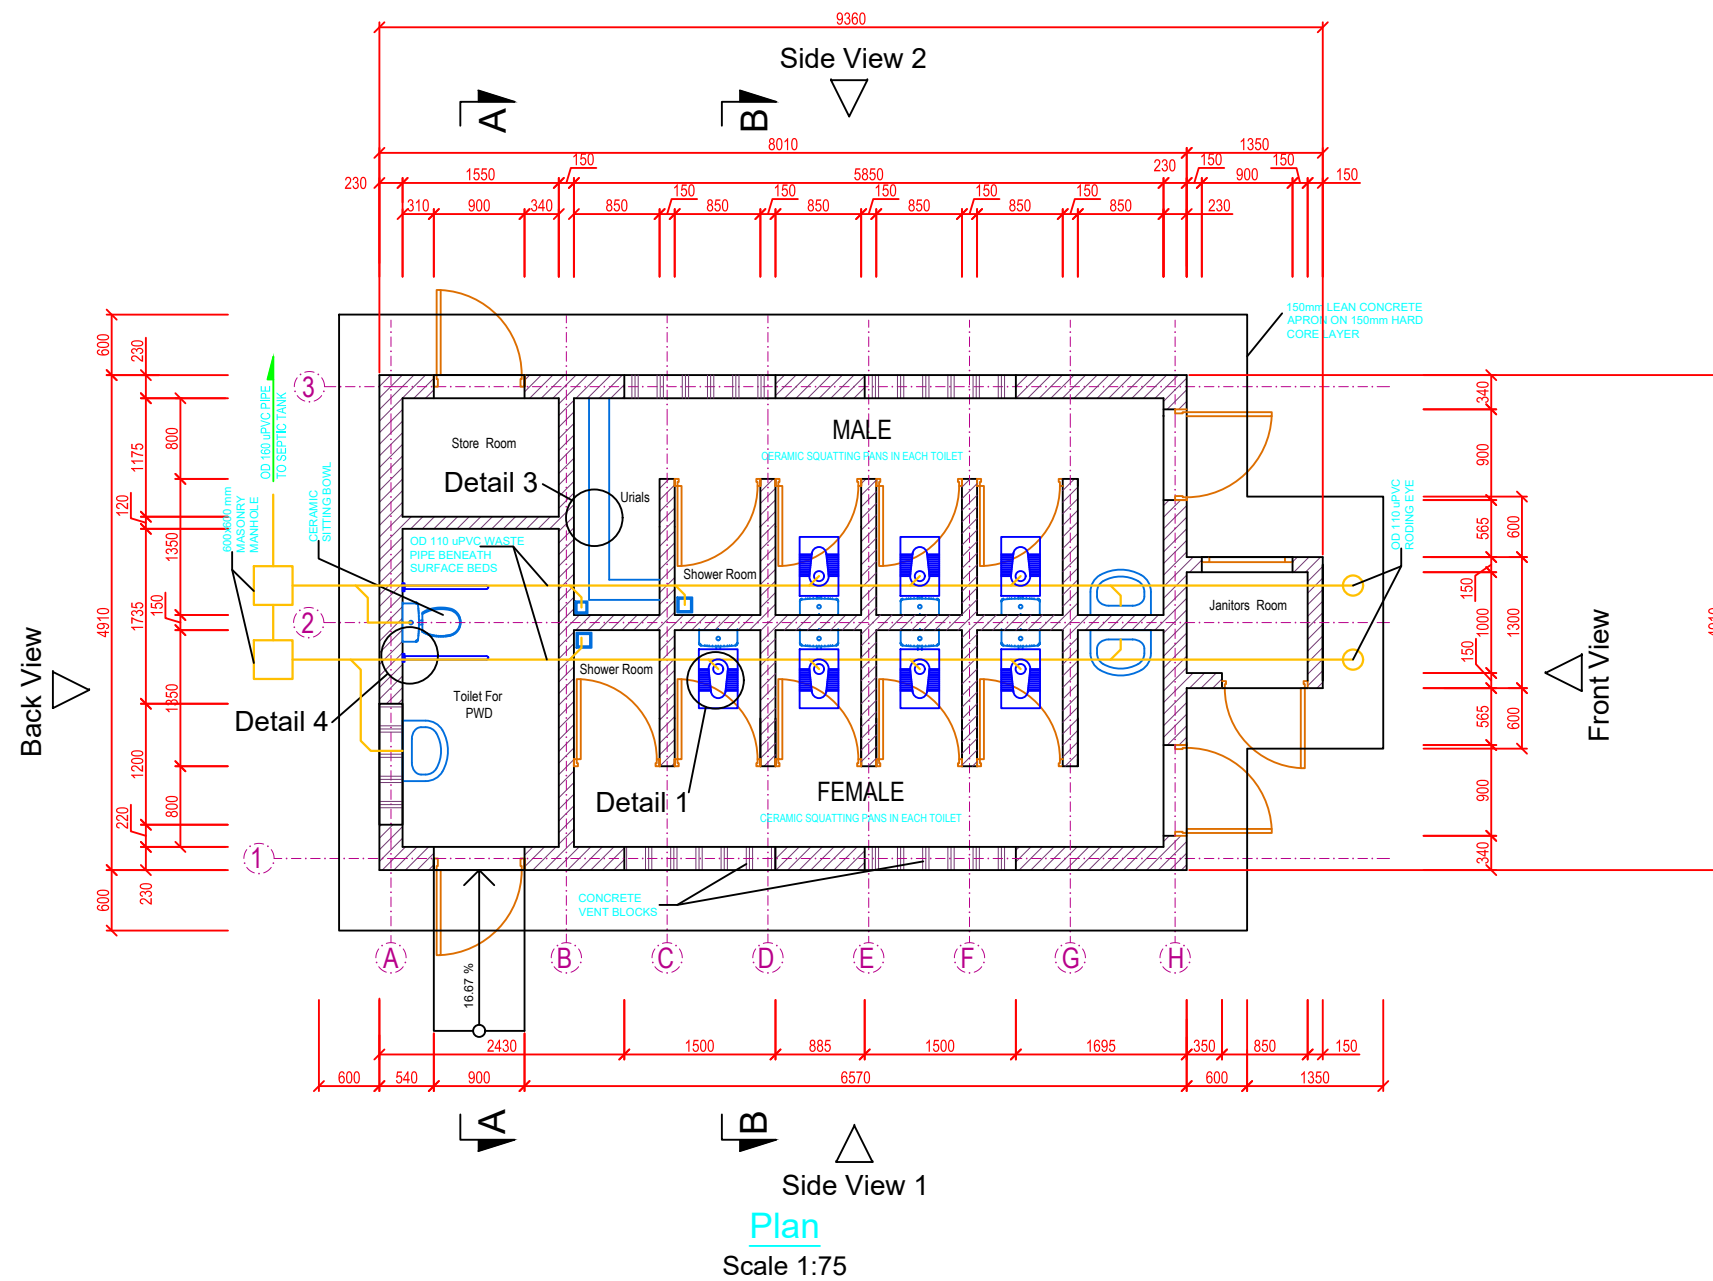 9360
Side View 2
A
B
8010
1350
230
1550
150
5850
230
150
900
150
150
310
900
340
850
150
850
150
850
150
850
150
850
150
850
230
150mm LEAN CONCRETE
APRON ON 150mm HARD
CORE LAYER
600
230
1175
800
120
1350
4910
1735
150
1350
1200
800
220
600
230
OD 160 uPVC PIPE
TO SEPTIC TANK
600x600 mm
MASONRY
MANHOLE
CERAMIC
SITTING BOWL
3
2
1
Store Room
Detail 3
Urials
MALE
CERAMIC SQUATTING PANS IN EACH TOILET
OD 110 uPVC WASTE
PIPE BENEATH
SURFACE BEDS
Shower Room
Janitors Room
Shower Room
Toilet For
PWD
Detail 4
Detail 1
FEMALE
CERAMIC SQUATTING PANS IN EACH TOILET
CONCRETE
VENT BLOCKS
OD 110 uPVC
RODING EYE
340
900
565
600
150
1000
1300
150
565
600
900
340
4910
Back View
Front View
A
B
C
D
E
F
G
H
16.67 %
2430
1500
885
1500
1695
350
850
150
600
540
900
6570
600
1350
A
B
Side View 1
Plan
Scale 1:75